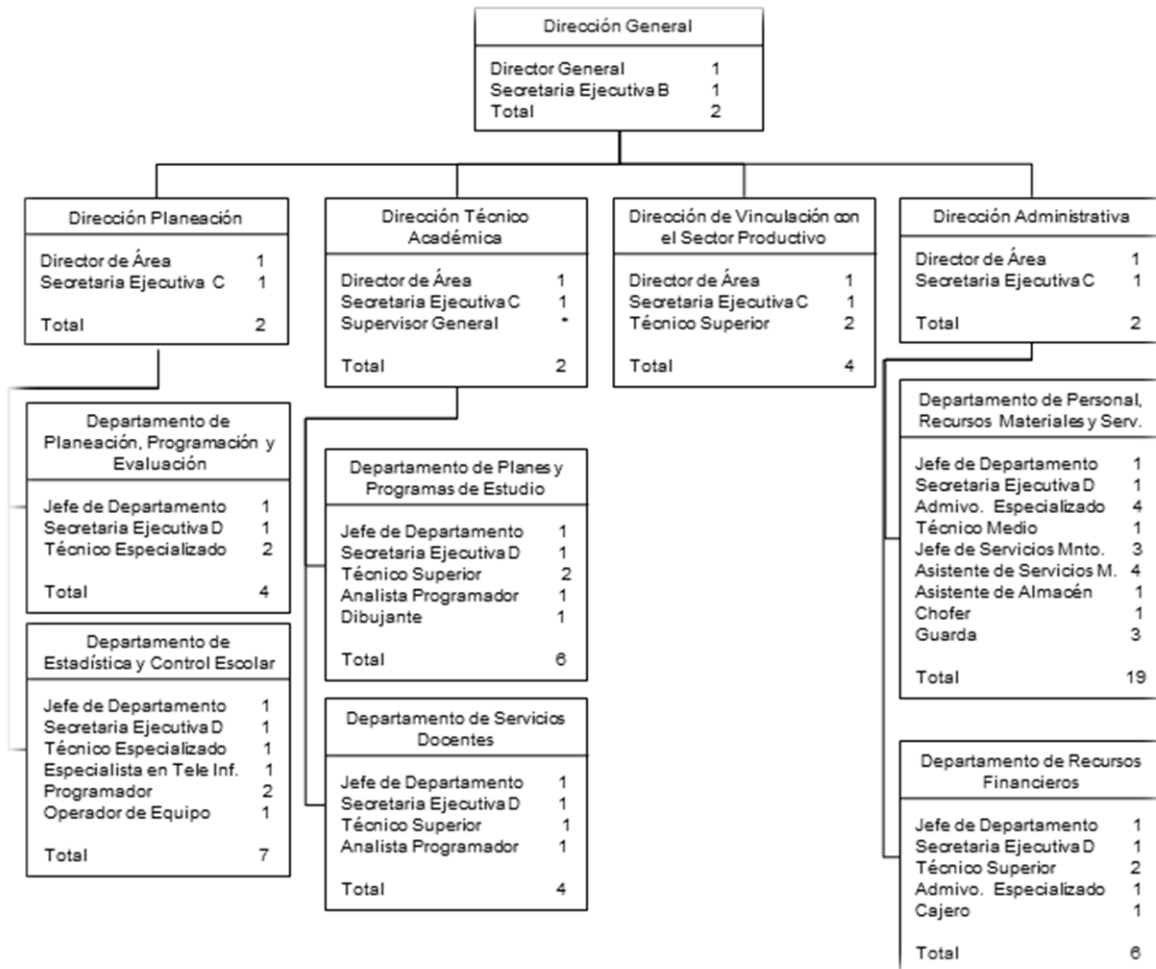 Dirección General
Director General 1
Secretaria Ejecutiva B 1
Total 2
Dirección Planeación
Director de Área 1
Secretaria Ejecutiva C 1
Total 2
Departamento de
Planeación, Programación y
Evaluación
Jefe de Departamento 1
Secretaria Ejecutiva D 1
Técnico Especializado 2
Total 4
Departamento de
Estadística y Control Escolar
Jefe de Departamento 1
Secretaria Ejecutiva D 1
Técnico Especializado 1
Especialista en Tele Inf. 1
Programador 2
Operador de Equipo 1
Total 7
Dirección Técnico
Académica
Director de Área 1
Secretaria Ejecutiva C 1
Supervisor General *
Total 2
Departamento de Planes y
Programas de Estudio
Jefe de Departamento 1
Secretaria Ejecutiva D 1
Técnico Superior 2
Analista Programador 1
Dibujante 1
Total 6
Departamento de Servicios
Docentes
Jefe de Departamento 1
Secretaria Ejecutiva D 1
Técnico Superior 1
Analista Programador 1
Total 4
Dirección de Vinculación con
el Sector Productivo
Director de Área 1
Secretaria Ejecutiva C 1
Técnico Superior 2
Total 4
Dirección Administrativa
Director de Área 1
Secretaria Ejecutiva C 1
Total 2
Departamento de Personal,
Recursos Materiales y Serv.
Jefe de Departamento 1
Secretaria Ejecutiva D 1
Admivo. Especializado 4
Técnico Medio 1
Jefe de Servicios Mnto. 3
Asistente de Servicios M. 4
Asistente de Almacén 1
Chofer 1
Guarda 3
Total 19
Departamento de Recursos
Financieros
Jefe de Departamento 1
Secretaria Ejecutiva D 1
Técnico Superior 2
Admivo. Especializado 1
Cajero 1
Total 6